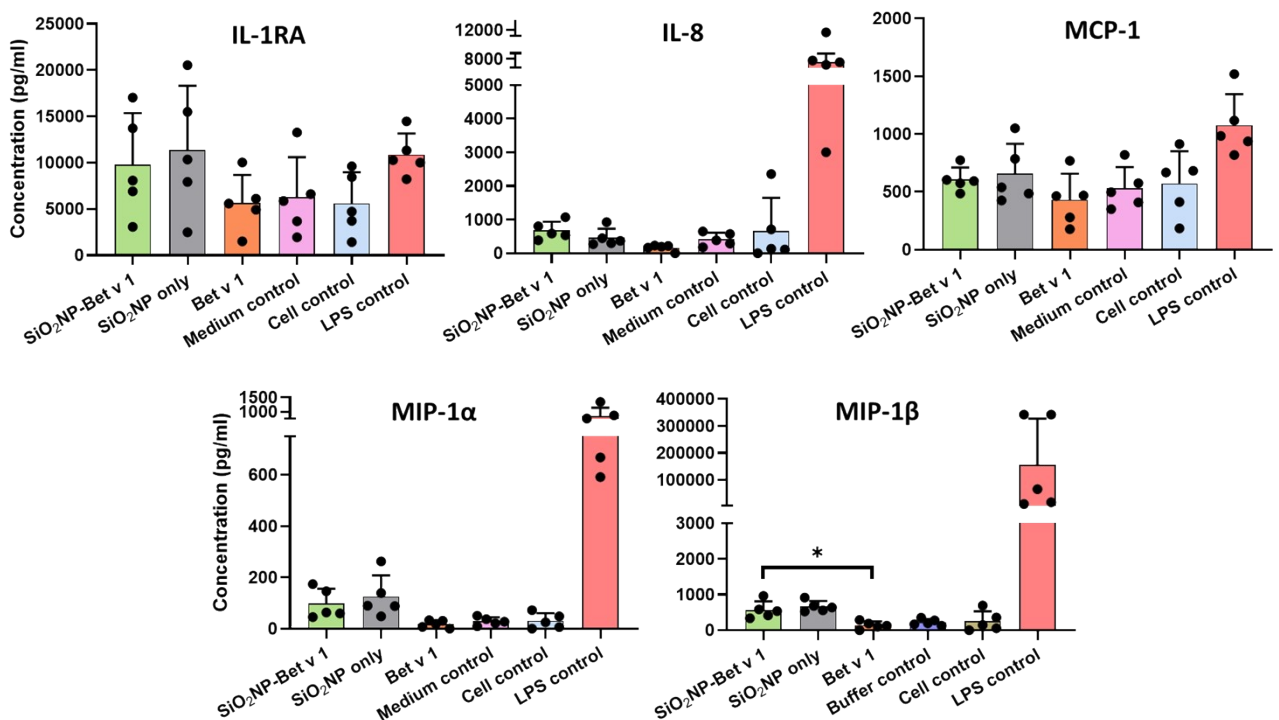 IL-1RA
Concentration (pg/ml)
25000
20000
15000
10000
5000
0
SiO₂NP-Bet v 1
SiO₂NP only
Bet v 1
Medium control
Cell control
LPS control
IL-8
12000
8000
5000
4000
3000
2000
1000
0
SiO₂NP-Bet v 1
SiO₂NP only
Bet v 1
Medium control
Cell control
LPS control
MCP-1
2000
1500
1000
500
0
SiO₂NP-Bet v 1
SiO₂NP only
Bet v 1
Medium control
Cell control
LPS control
MIP-1α
Concentration (pg/ml)
1500
1000
600
400
200
0
SiO₂NP-Bet v 1
SiO₂NP only
Bet v 1
Medium control
Cell control
LPS control
MIP-1β
400000
300000
200000
100000
3000
2000
1000
0
*
SiO₂NP-Bet v 1
SiO₂NP only
Bet v 1
Buffer control
Cell control
LPS control